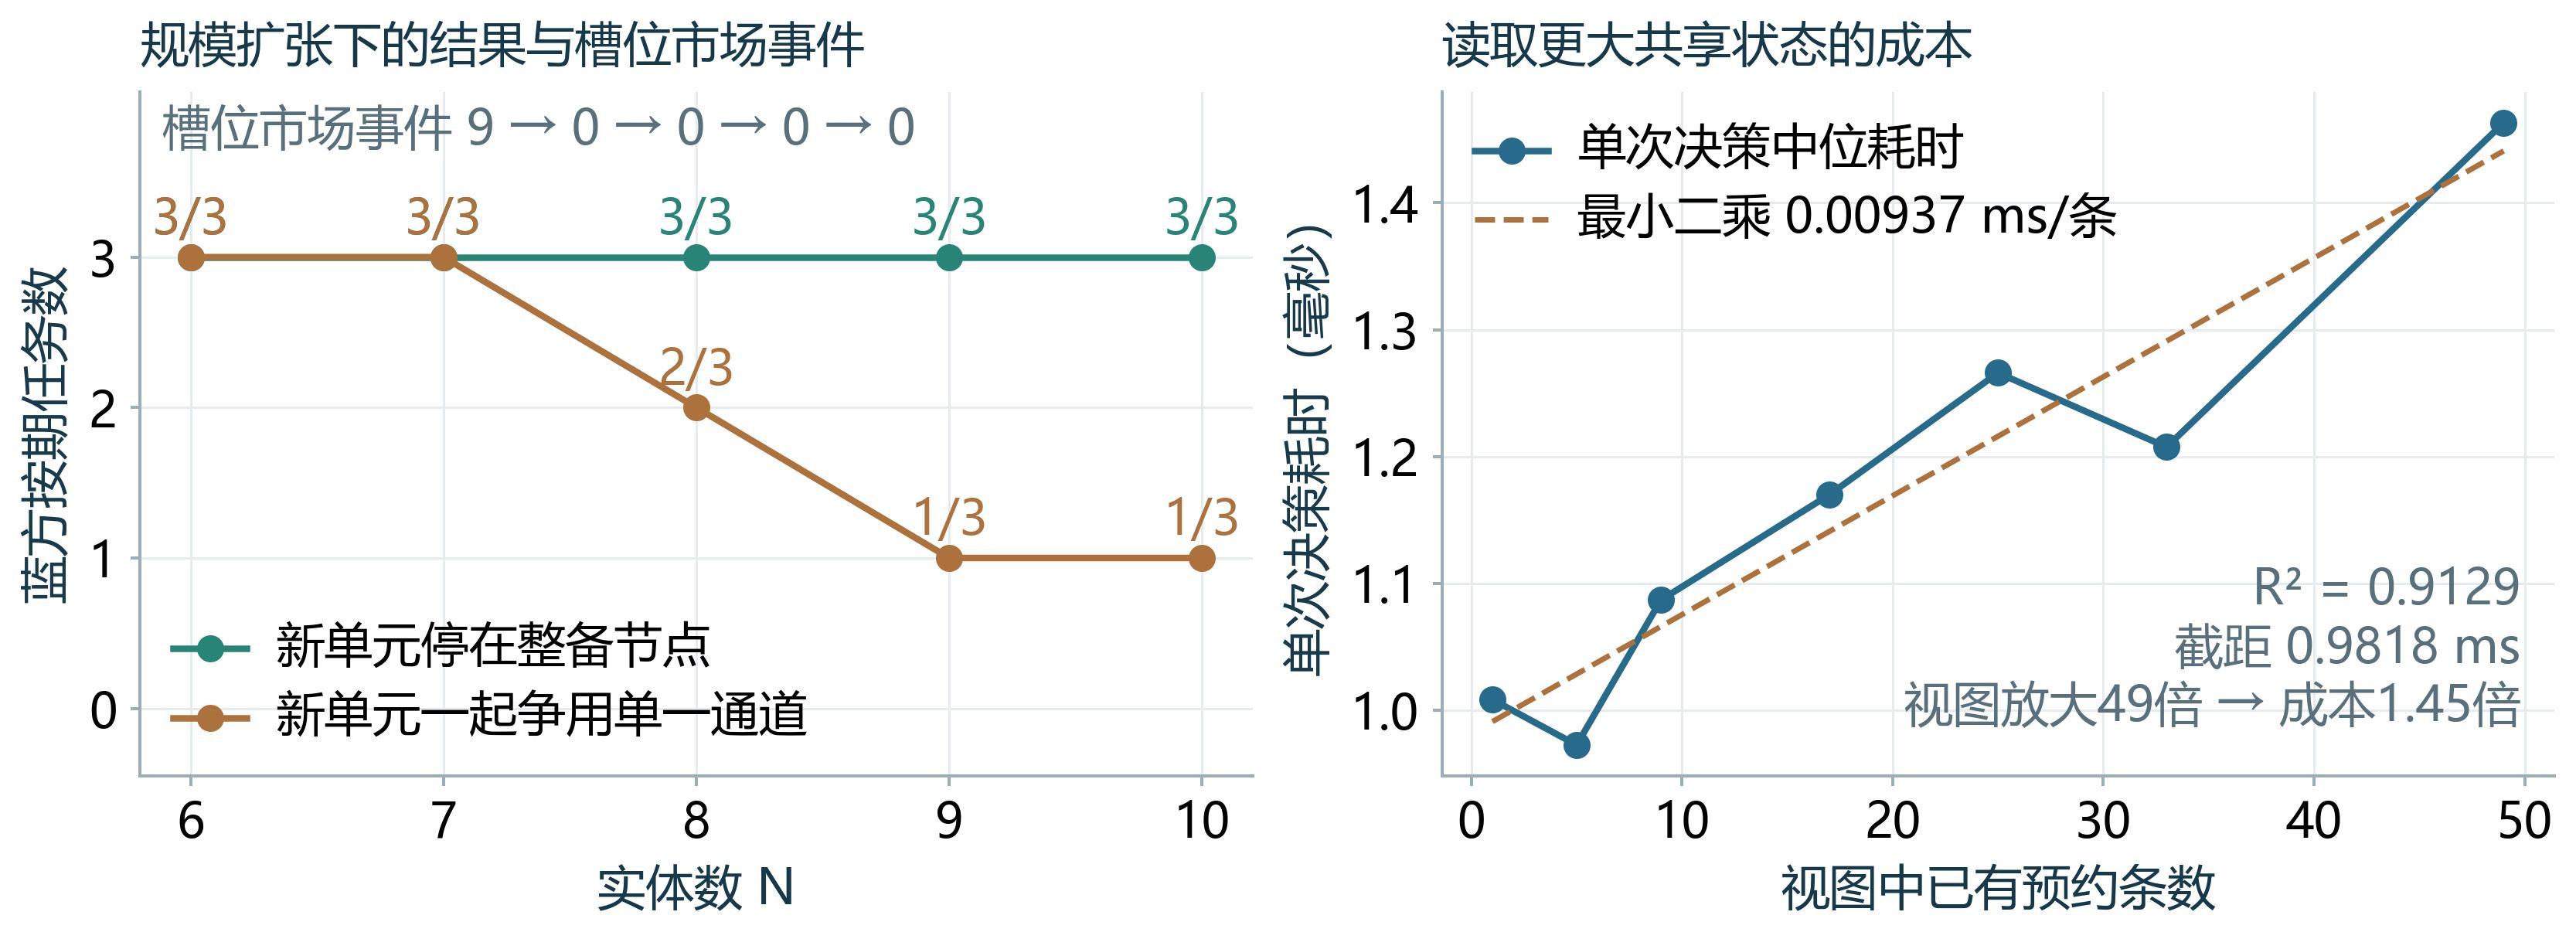 规模扩张下的结果与槽位市场事件
槽位市场事件 9 → 0 → 0 → 0 → 0
3/3
3/3
3/3
3/3
3/3
2/3
1/3
1/3
蓝方按期任务数
3
2
1
0
新单元停在整备节点
新单元一起争用单一通道
6
7
8
9
10
实体数 N
读取更大共享状态的成本
单次决策中位耗时
最小二乘 0.00937 ms/条
单次决策耗时（毫秒）
1.4
1.3
1.2
1.1
1.0
R² = 0.9129
截距 0.9818 ms
视图放大49倍 → 成本1.45倍
0
10
20
30
40
50
视图中已有预约条数